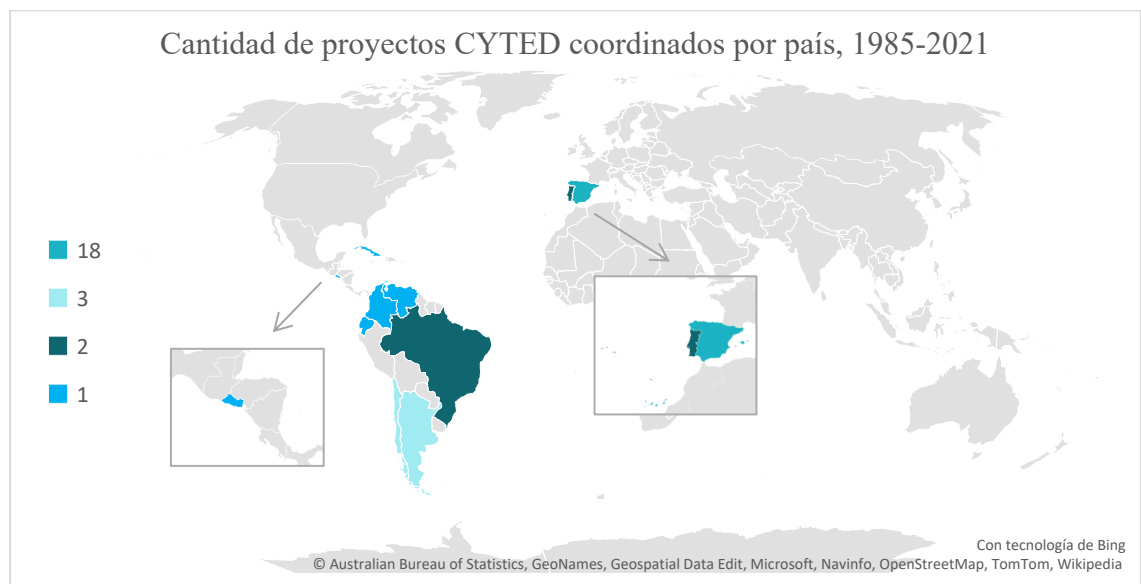 Cantidad de proyectos CYTED coordinados por país, 1985-2021
18
3
2
1
Con tecnología de Bing
© Australian Bureau of Statistics, GeoNames, Geospatial Data Edit, Microsoft, Navinfo, OpenStreetMap, TomTom, Wikipedia